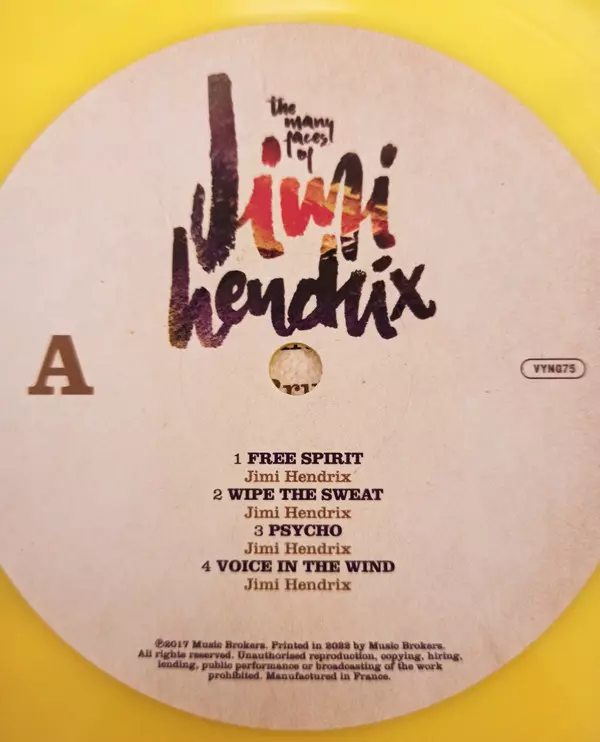 the
many
faces
of
Jimi
hendrix
A
VYN075
1 FREE SPIRIT
Jimi Hendrix
2 WIPE THE SWEAT
Jimi Hendrix
3 PSYCHO
Jimi Hendrix
4 VOICE IN THE WIND
Jimi Hendrix
℗2017 Music Brokers. Printed in 2022 by Music Brokers.
All rights reserved. Unauthorised reproduction, copying, hiring,
lending, public performance or broadcasting of the work
prohibited. Manufactured in France.